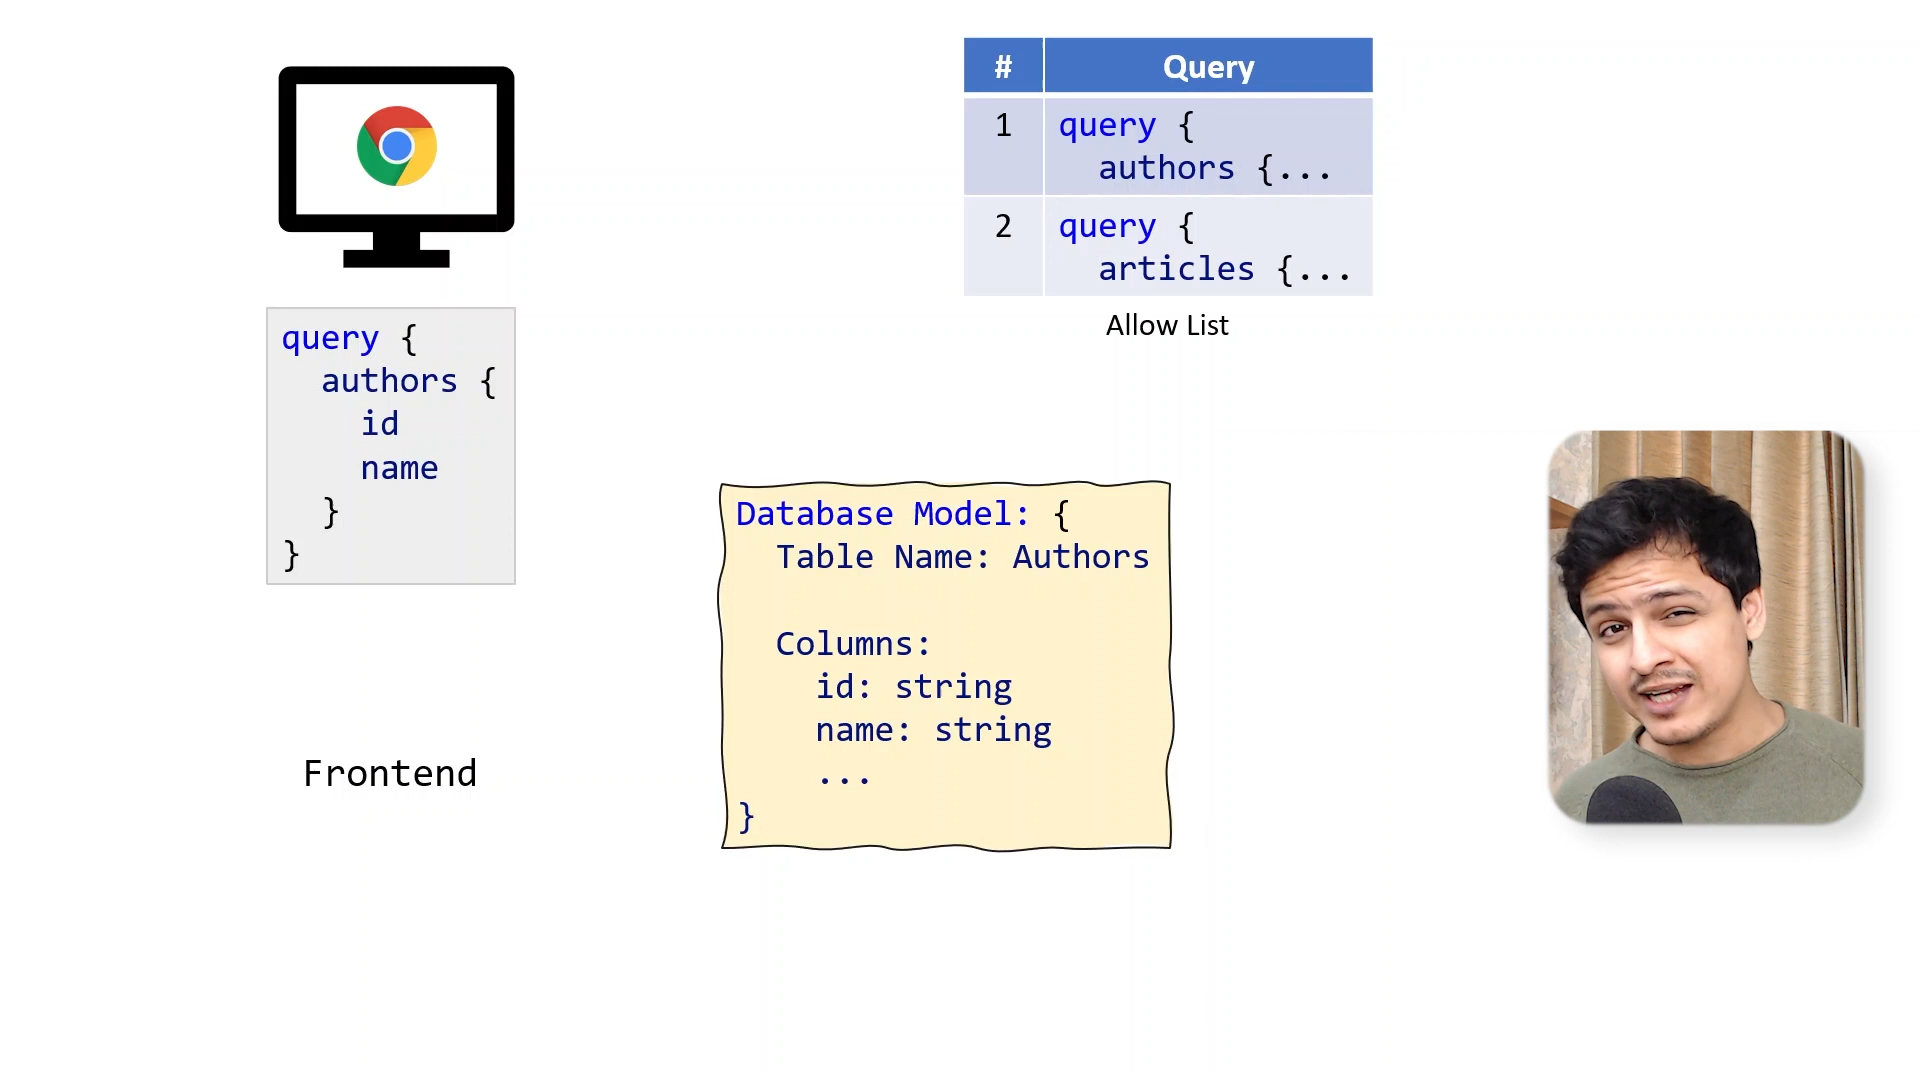 query {
authors {
id
name
}
}
Frontend
# Query
1 query {
authors {...
2 query {
articles {...
Allow List
Database Model: {
Table Name: Authors
Columns:
id: string
name: string
...
}